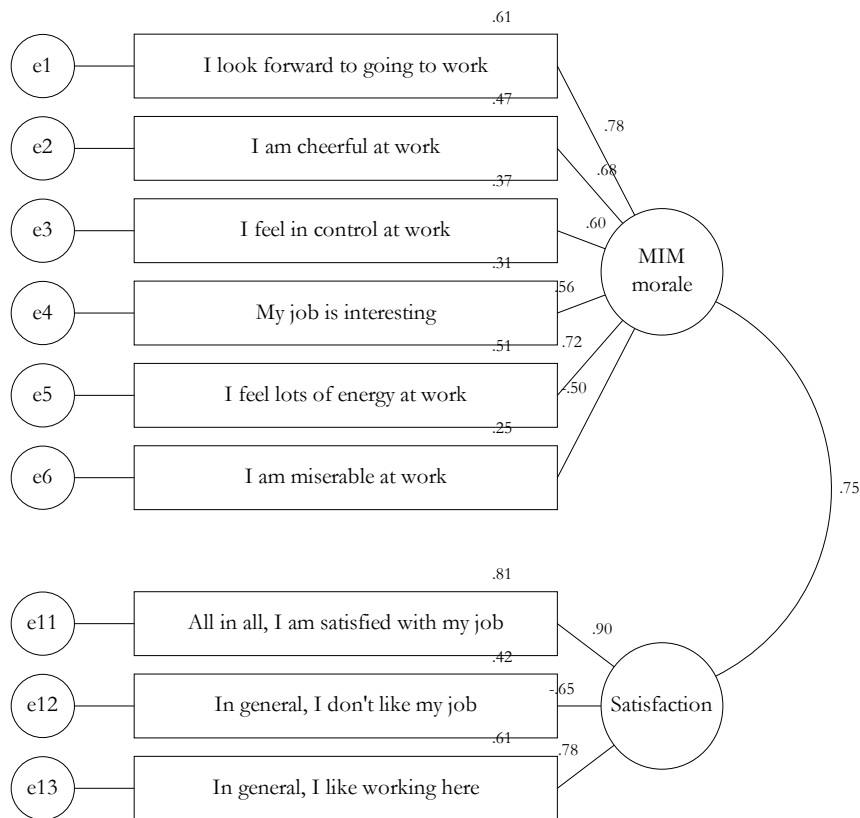 .61
e1
I look forward to going to work
.78
.47
e2
I am cheerful at work
.68
.37
e3
I feel in control at work
.60
MIM
morale
.31
e4
My job is interesting
.56
.51
e5
I feel lots of energy at work
.72
-.50
.25
e6
I am miserable at work
.75
.81
e11
All in all, I am satisfied with my job
.90
.42
e12
In general, I don't like my job
-.65
Satisfaction
.61
e13
In general, I like working here
.78